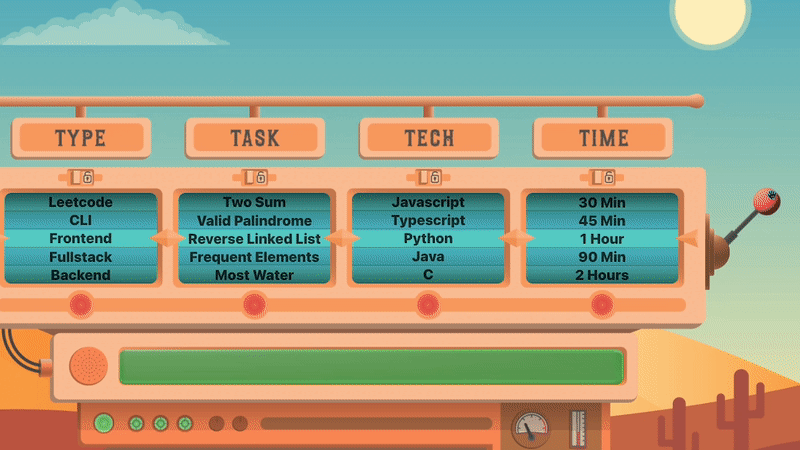 TYPE
TASK
TECH
TIME
Leetcode
CLI
Frontend
Fullstack
Backend
Two Sum
Valid Palindrome
Reverse Linked List
Frequent Elements
Most Water
Javascript
Typescript
Python
Java
C
30 Min
45 Min
1 Hour
90 Min
2 Hours